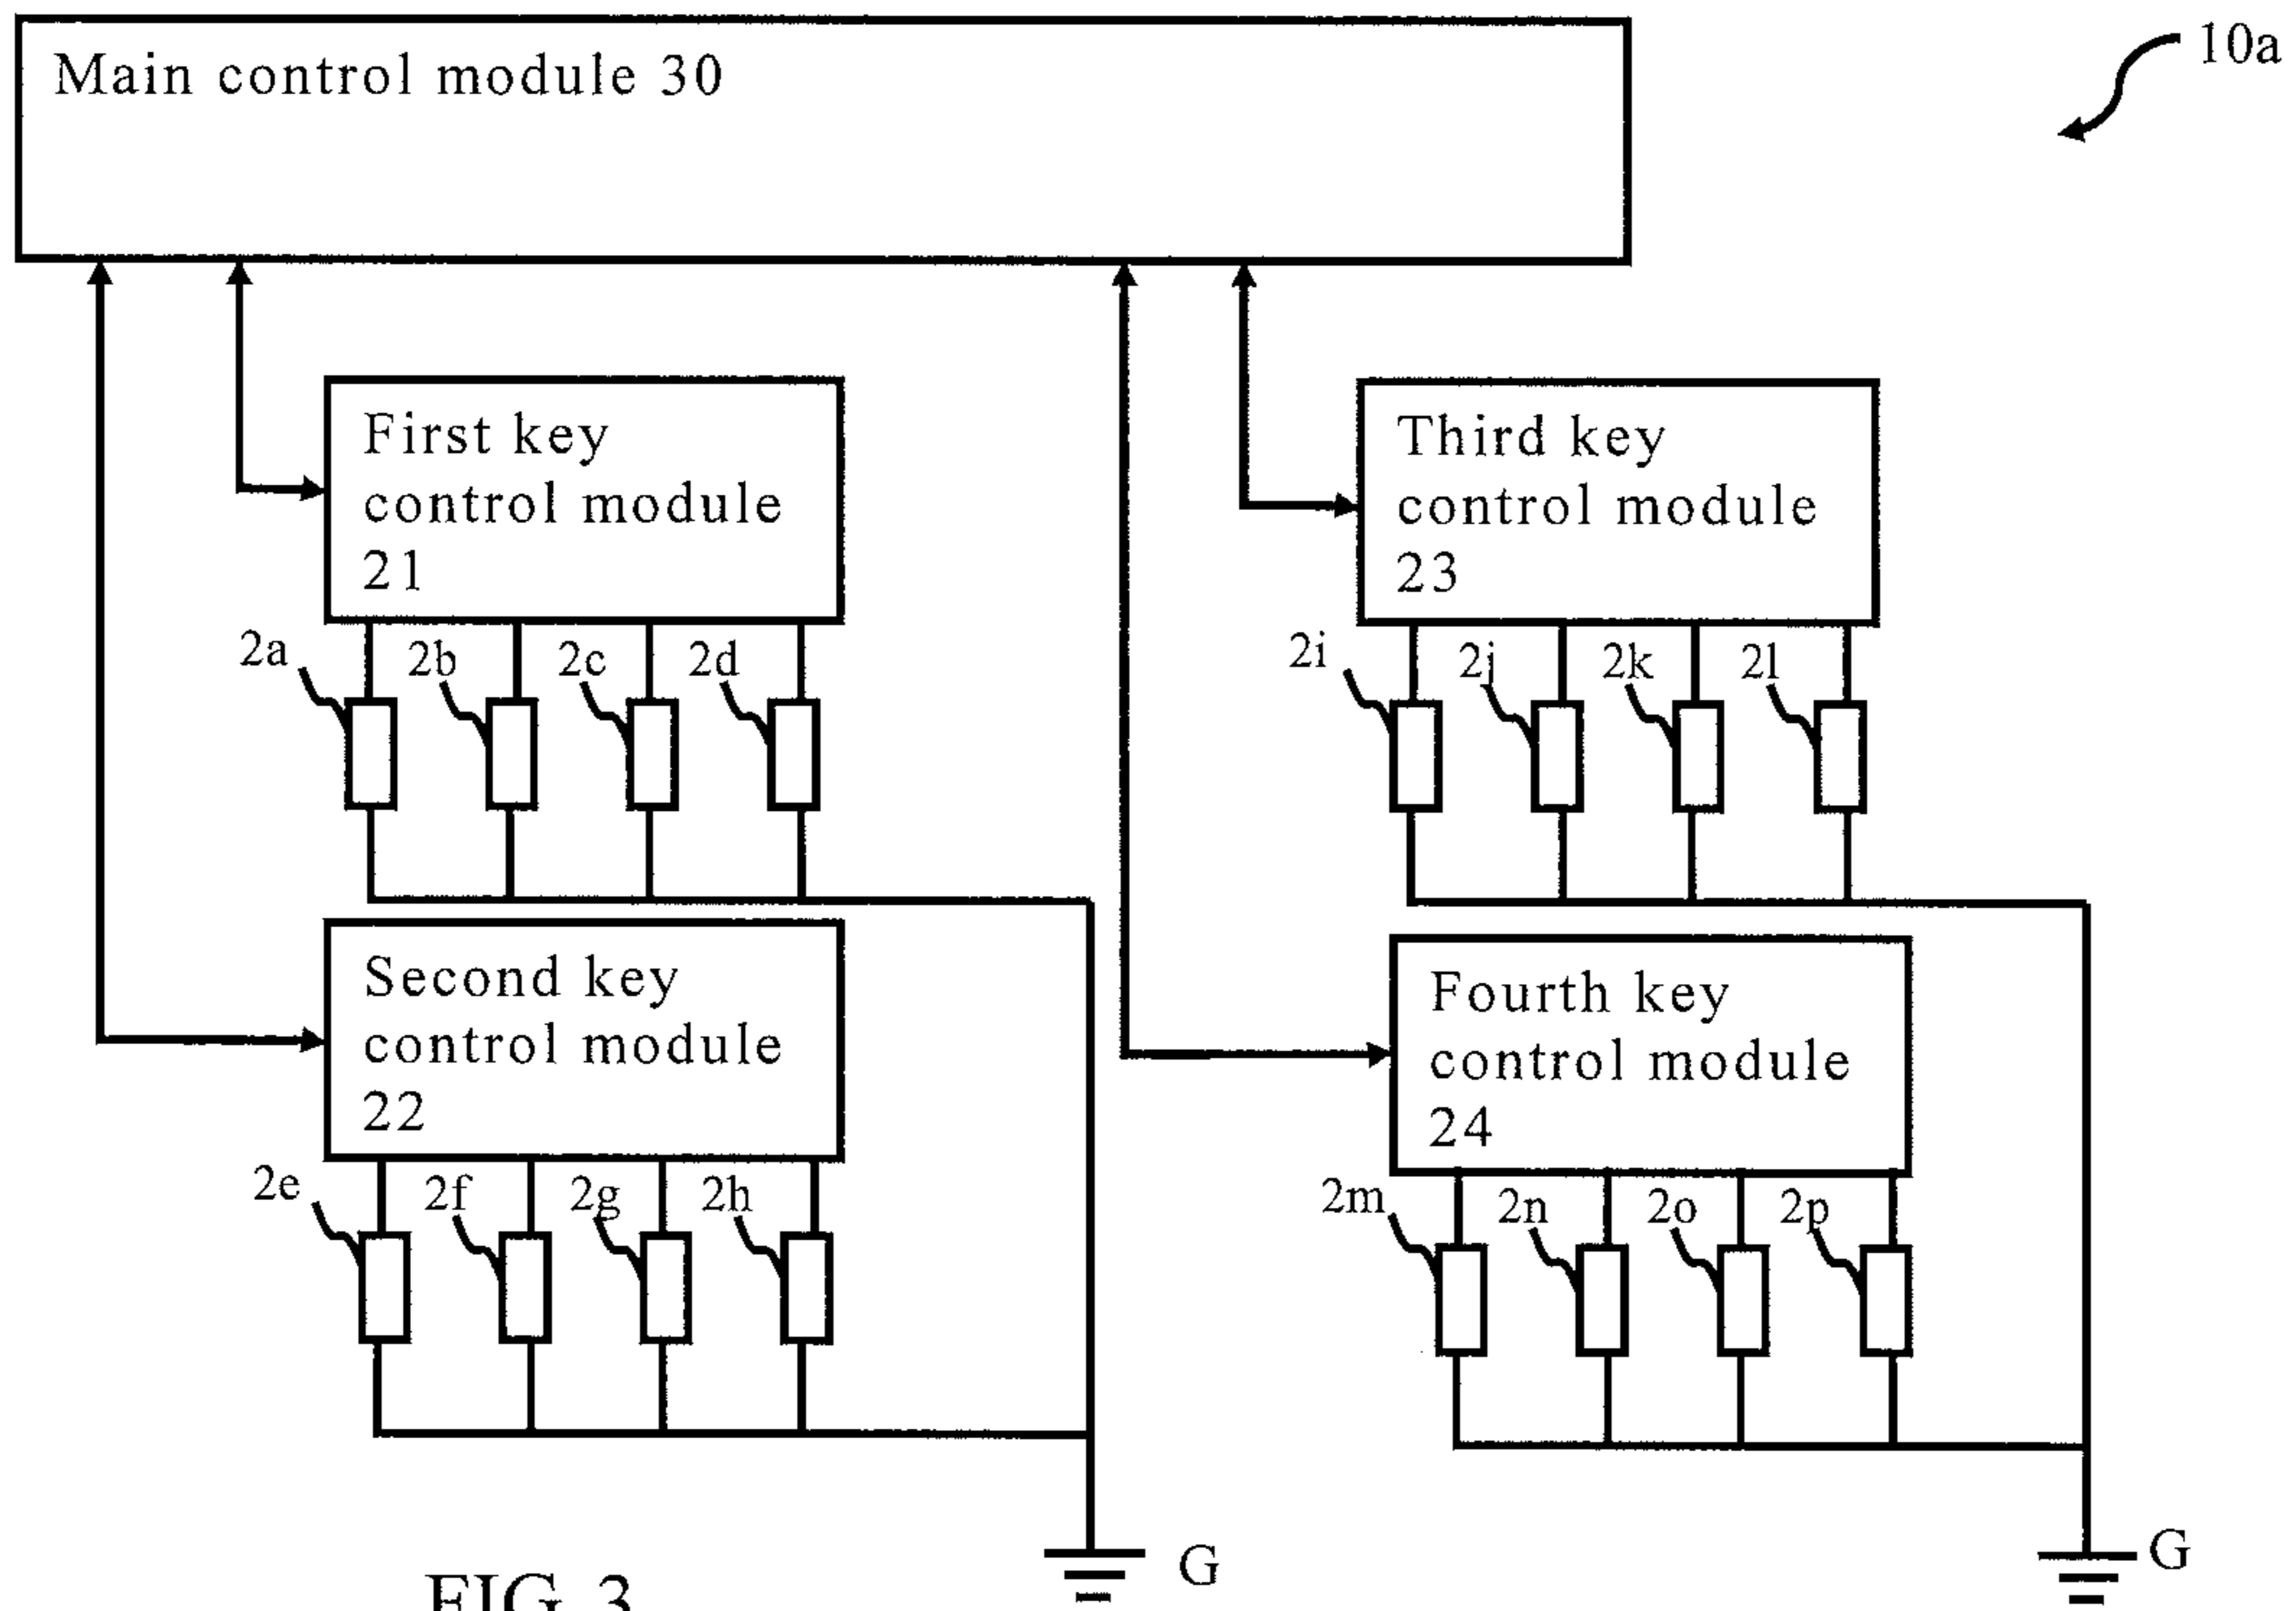 Main control module 30
10a
First key
control module
21
Third key
control module
23
2a
2b
2c
2d
2i
2j
2k
2l
Second key
control module
22
Fourth key
control module
24
2e
2f
2g
2h
2m
2n
2o
2p
G
G
FIG. 3